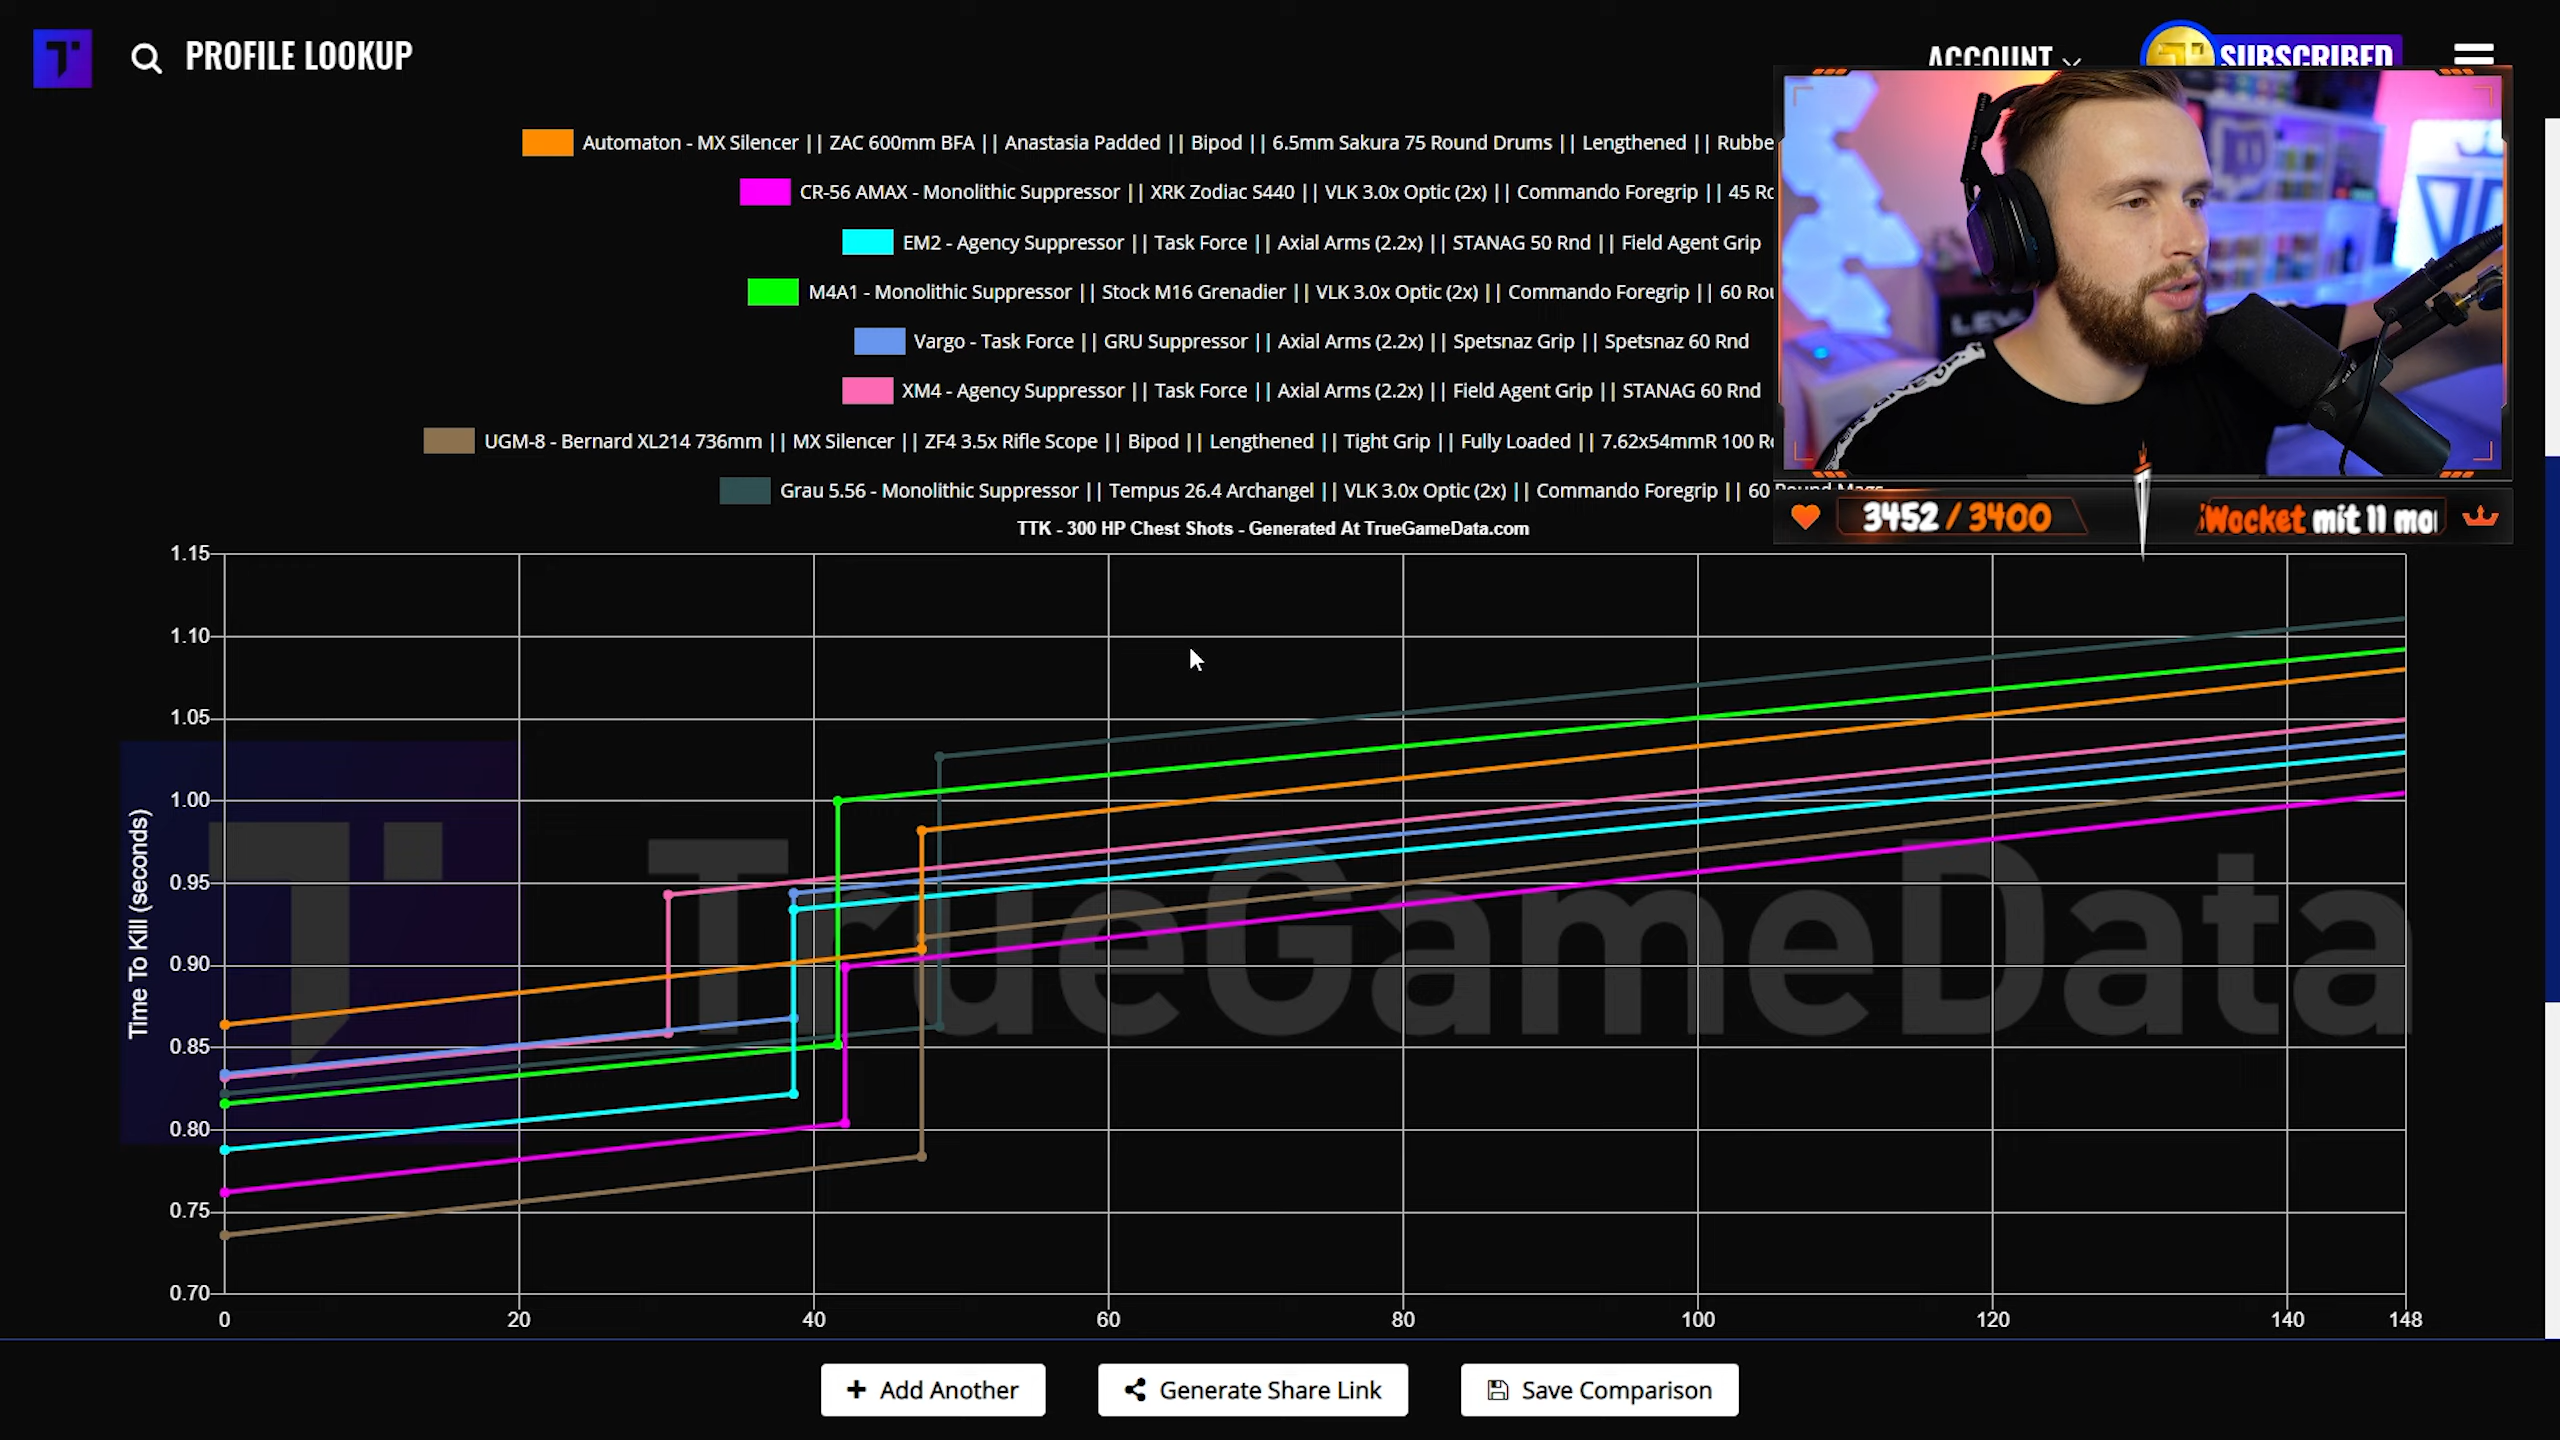 PROFILE LOOKUP
ACCOUNT
SUBSCRIBED
Automaton - MX Silencer || ZAC 600mm BFA || Anastasia Padded || Bipod || 6.5mm Sakura 75 Round Drums || Lengthened || Rubbe
CR-56 AMAX - Monolithic Suppressor || XRK Zodiac S440 || VLK 3.0x Optic (2x) || Commando Foregrip || 45 Ro
EM2 - Agency Suppressor || Task Force || Axial Arms (2.2x) || STANAG 50 Rnd || Field Agent Grip
M4A1 - Monolithic Suppressor || Stock M16 Grenadier || VLK 3.0x Optic (2x) || Commando Foregrip || 60 Rou
Vargo - Task Force || GRU Suppressor || Axial Arms (2.2x) || Spetsnaz Grip || Spetsnaz 60 Rnd
XM4 - Agency Suppressor || Task Force || Axial Arms (2.2x) || Field Agent Grip || STANAG 60 Rnd
UGM-8 - Bernard XL214 736mm || MX Silencer || ZF4 3.5x Rifle Scope || Bipod || Lengthened || Tight Grip || Fully Loaded || 7.62x54mmR 100 Ro
Grau 5.56 - Monolithic Suppressor || Tempus 26.4 Archangel || VLK 3.0x Optic (2x) || Commando Foregrip || 60 Round Mags
3452 / 3400
Wocket mit 11 mo
TTK - 300 HP Chest Shots - Generated At TrueGameData.com
1.15
1.10
1.05
1.00
0.95
0.90
0.85
0.80
0.75
0.70
Time To Kill (seconds)
TrueGameData
0 20 40 60 80 100 120 140 148
Add Another
Generate Share Link
Save Comparison